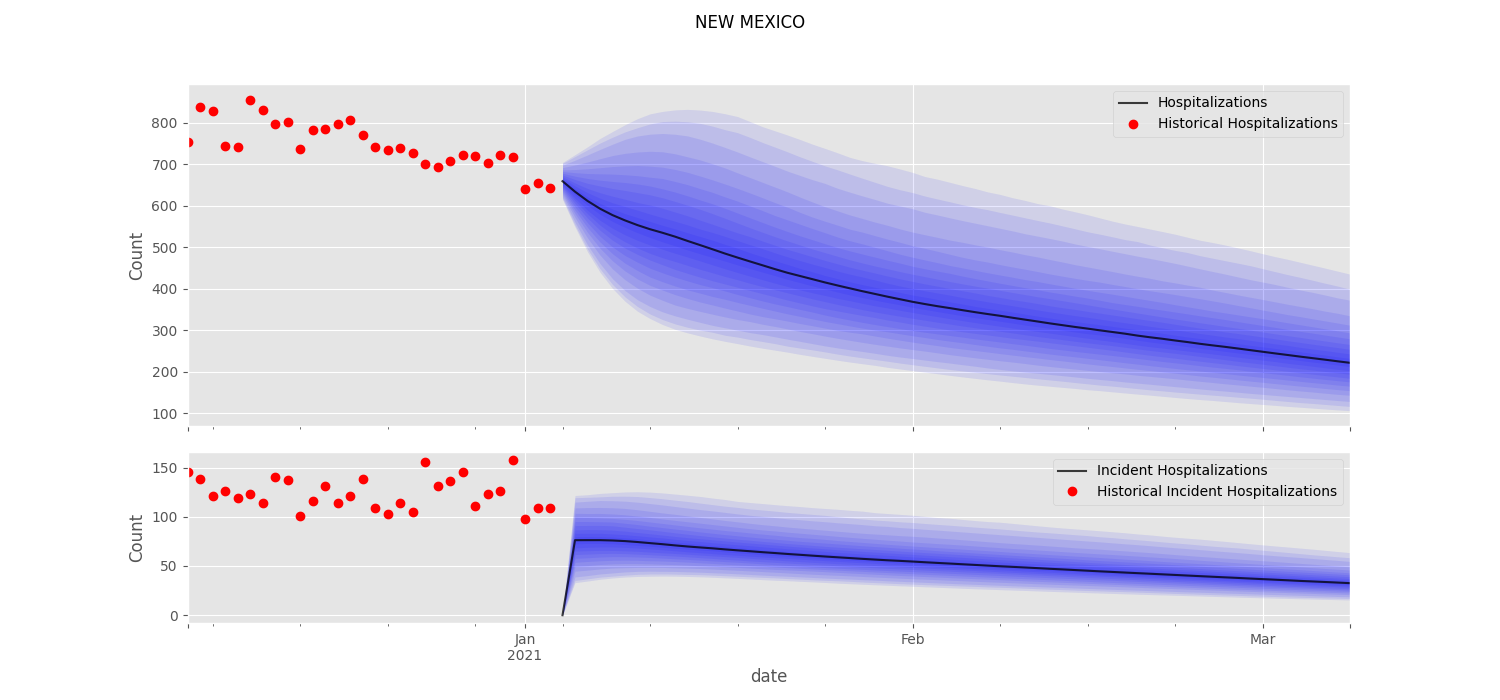 NEW MEXICO
Hospitalizations
Historical Hospitalizations
800
700
600
500
400
300
200
100
Count
Incident Hospitalizations
Historical Incident Hospitalizations
150
100
50
0
Count
Jan
2021
Feb
Mar
date